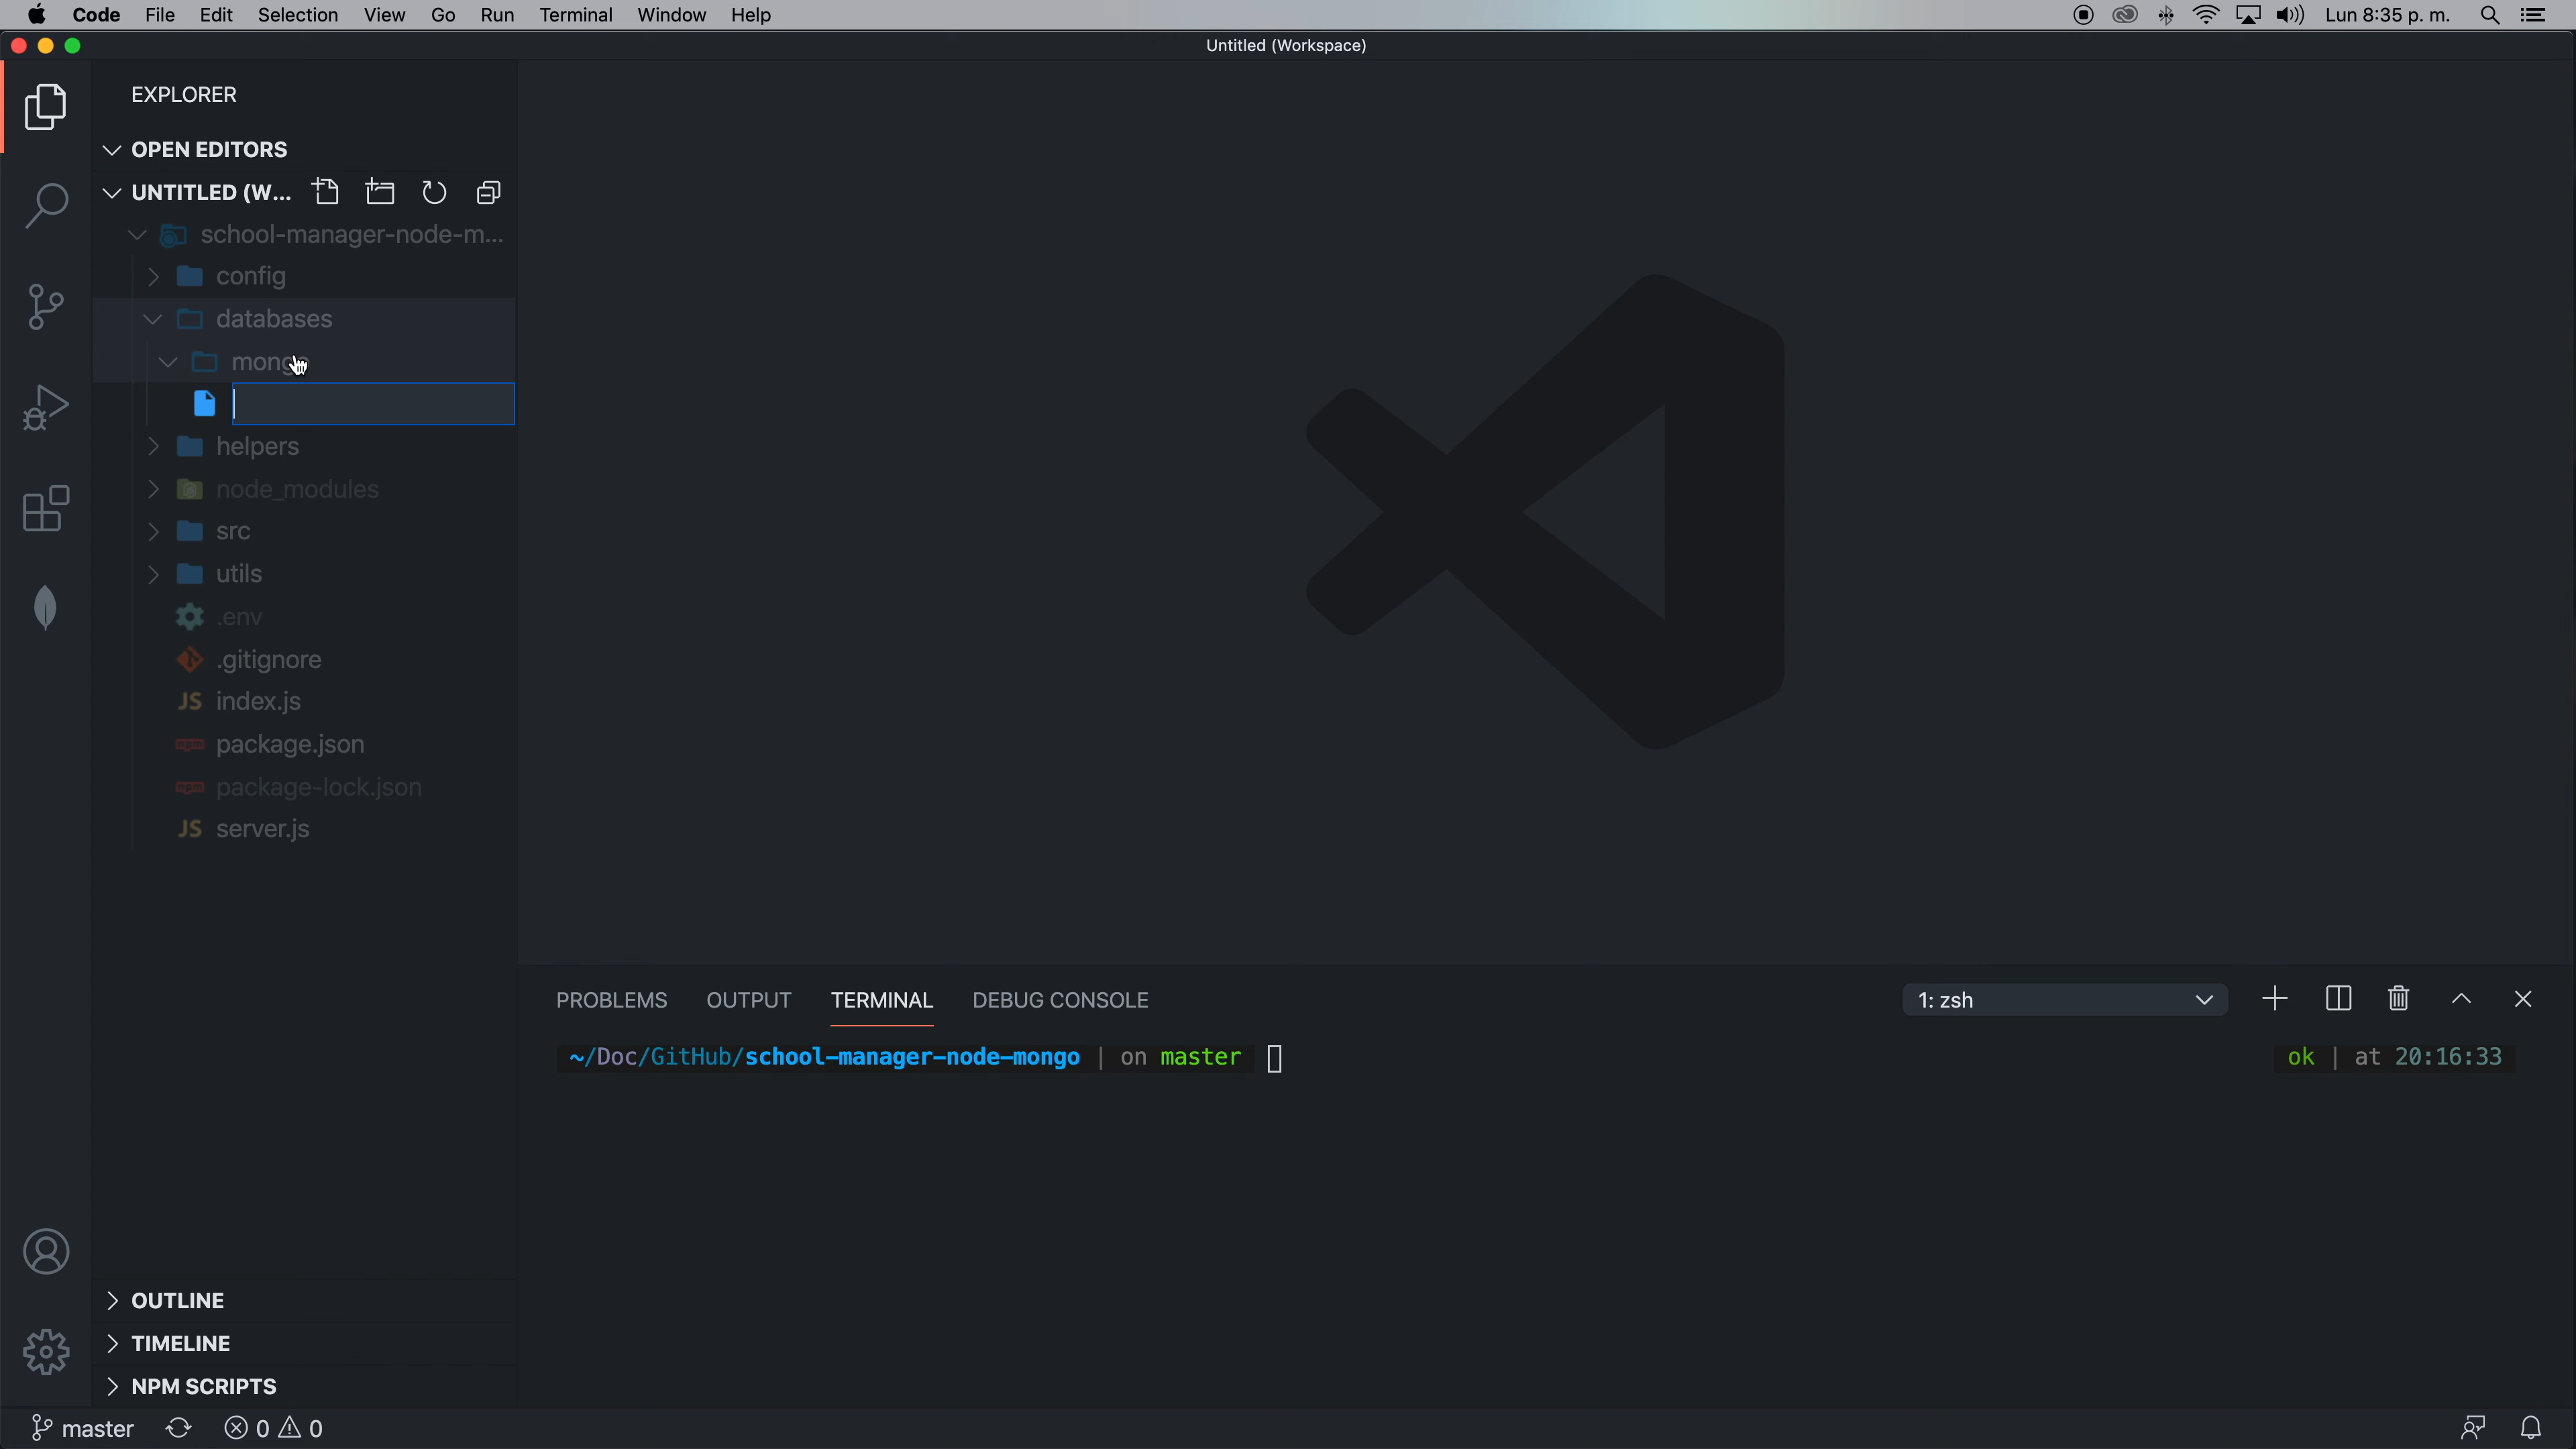 Code File Edit Selection View Go Run Terminal Window Help Lun 8:35 p. m.
Untitled (Workspace)
EXPLORER
OPEN EDITORS
UNTITLED (W...
school-manager-node-m...
config
databases
mongo
helpers
node_modules
src
utils
.env
.gitignore
JS index.js
package.json
package-lock.json
JS server.js
PROBLEMS OUTPUT TERMINAL DEBUG CONSOLE 1: zsh
~/Doc/GitHub/school-manager-node-mongo | on master ok | at 20:16:33
OUTLINE
TIMELINE
NPM SCRIPTS
master 0 0